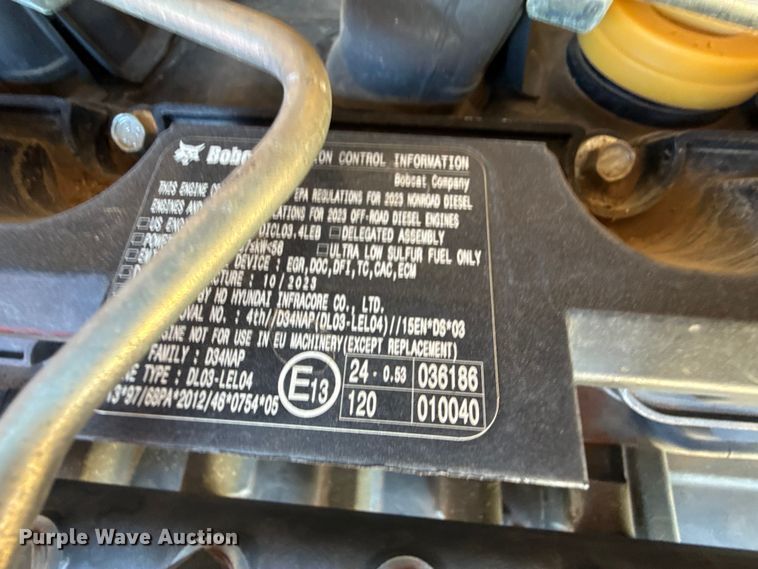 Bobcat ION CONTROL INFORMATION
Bobcat Company
THIS ENGINE EPA REGULATIONS FOR 2023 NONROAD DIESEL
ENGINES AND LATIONS FOR 2023 OFF-ROAD DIESEL ENGINES
US DICL03.4LEB DELEGATED ASSEMBLY
ULTRA LOW SULFUR FUEL ONLY
DEVICE : EGR,DOC,DFI,TC,CAC,ECM
CTURE : 10/2023
BY HD HYUNDAI INFRACORE CO., LTD.
ROVAL NO. : 4th//D34NAP(DL03-LEL04)//15EN*DS*03
GINE NOT FOR USE IN EU MACHINERY(EXCEPT REPLACEMENT)
FAMILY : D34NAP
E TYPE : DL03-LEL04
13*97/68PA*2012/46*0754*05
E13
24 - 0.53 036186
120 010040
Purple Wave Auction